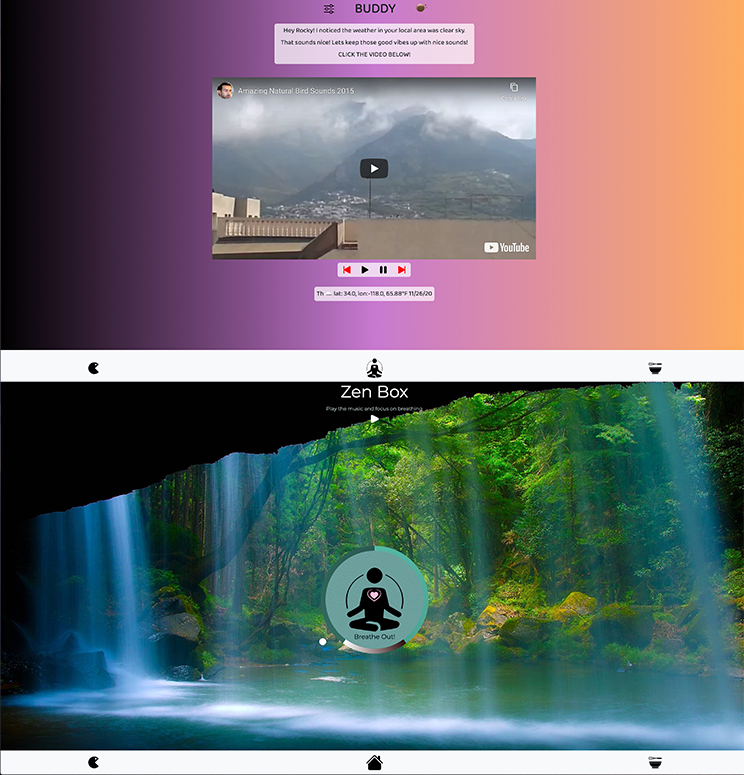 BUDDY
Hey Rocky! I noticed the weather in your local area was clear sky.
That sounds nice! Lets keep those good vibes up with nice sounds!
CLICK THE VIDEO BELOW!
Amazing Natural Bird Sounds 2015
YouTube
lat: 34.0, lon:-118.0, 65.88°F 11/26/20
Zen Box
Play the music and focus on breathing
Breathe Out!